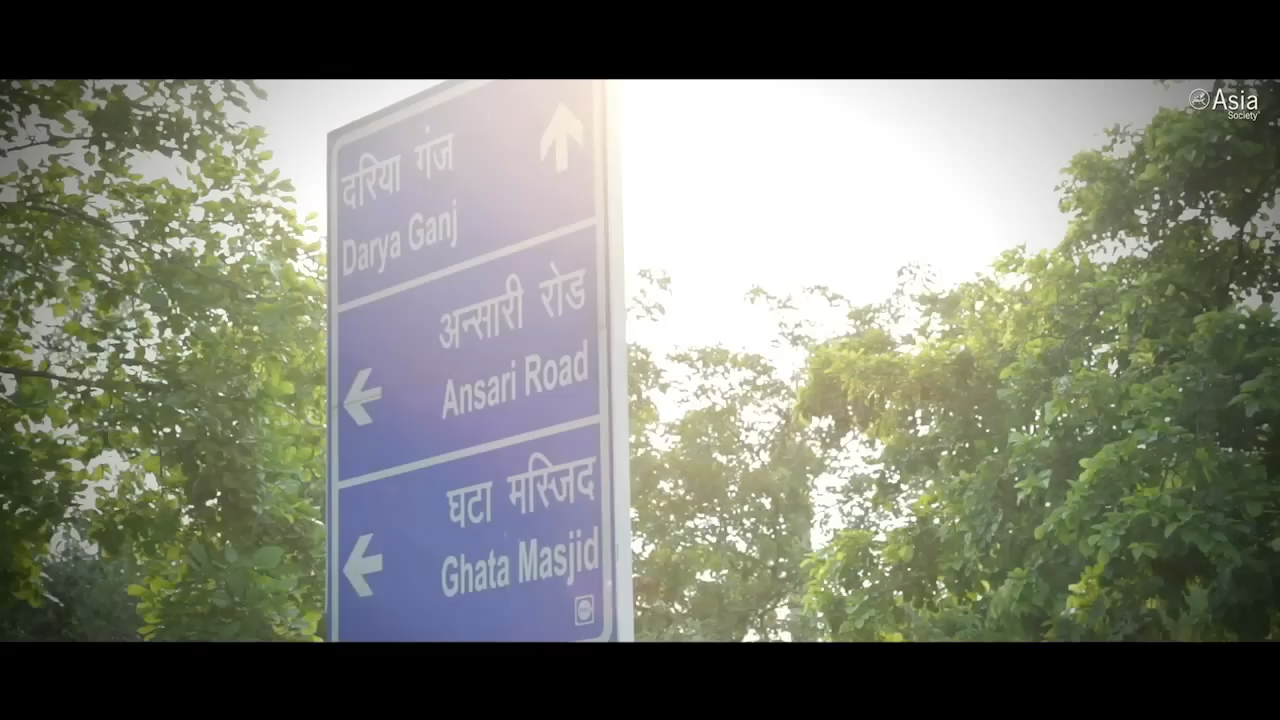 Asia
Society
दरिया गंज
Darya Ganj
अन्सारी रोड
Ansari Road
घटा मस्जिद
Ghata Masjid